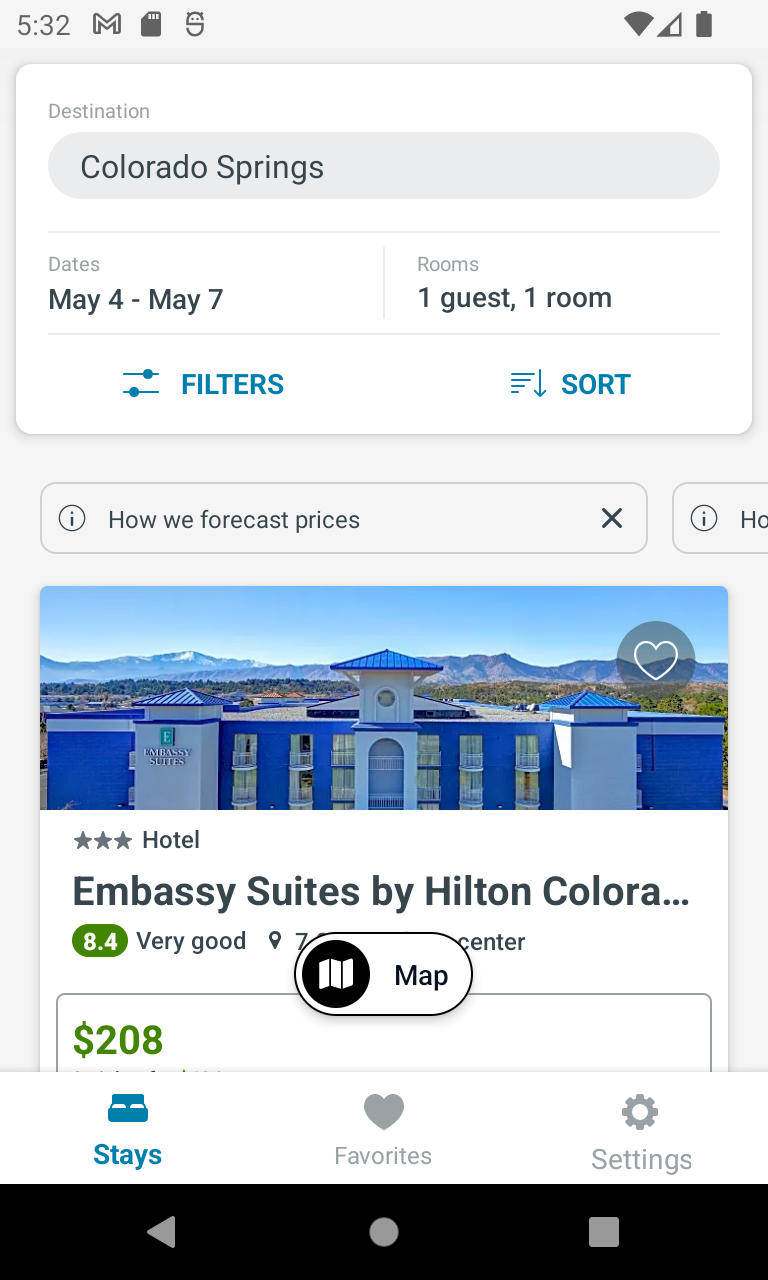 5:32
Destination
Colorado Springs
Dates
May 4 - May 7
Rooms
1 guest, 1 room
FILTERS
SORT
How we forecast prices
Ho
EMBASSY
SUITES
Hotel
Embassy Suites by Hilton Colora...
8.4 Very good
center
Map
$208
Stays
Favorites
Settings